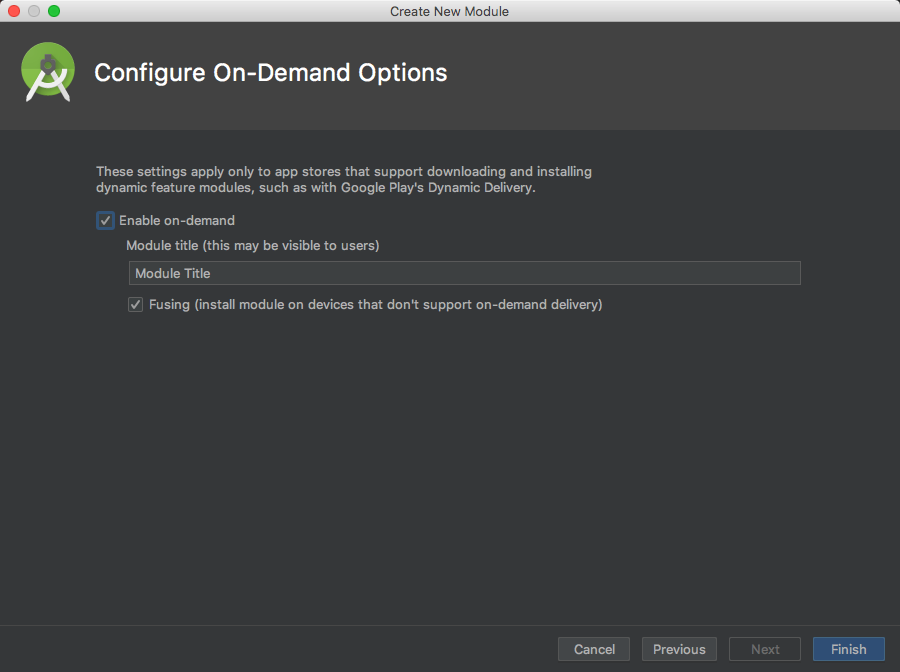 Create New Module
Configure On-Demand Options
These settings apply only to app stores that support downloading and installing
dynamic feature modules, such as with Google Play's Dynamic Delivery.
Enable on-demand
Module title (this may be visible to users)
Module Title
Fusing (install module on devices that don't support on-demand delivery)
Cancel Previous Next Finish